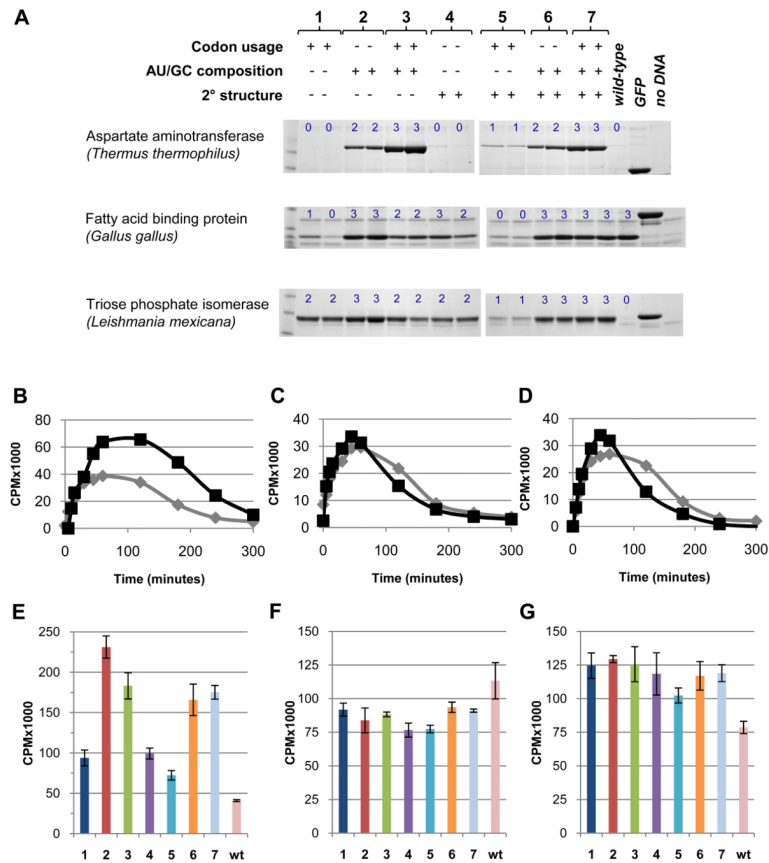 A
1 2 3 4 5 6 7
Codon usage + + - - + + - - + + - - + +
AU/GC composition - - + + + + - - - - + + + +
2° structure - - - - - - + + + + + + + +
wild-type
GFP
no DNA
Aspartate aminotransferase
(Thermus thermophilus)
0 0 2 2 3 3 0 0 1 1 2 2 3 3 0
Fatty acid binding protein
(Gallus gallus)
1 0 3 3 2 2 3 2 0 0 3 3 3 3 3
Triose phosphate isomerase
(Leishmania mexicana)
2 2 3 3 2 2 2 2 1 1 3 3 3 3 0
B
CPMx1000
80
60
40
20
0
0 100 200 300
Time (minutes)
C
CPMx1000
40
30
20
10
0
0 100 200 300
Time (minutes)
D
CPMx1000
40
30
20
10
0
0 100 200 300
Time (minutes)
E
CPMx1000
250
200
150
100
50
0
1 2 3 4 5 6 7 wt
F
CPMx1000
150
125
100
75
50
25
0
1 2 3 4 5 6 7 wt
G
CPMx1000
150
125
100
75
50
25
0
1 2 3 4 5 6 7 wt